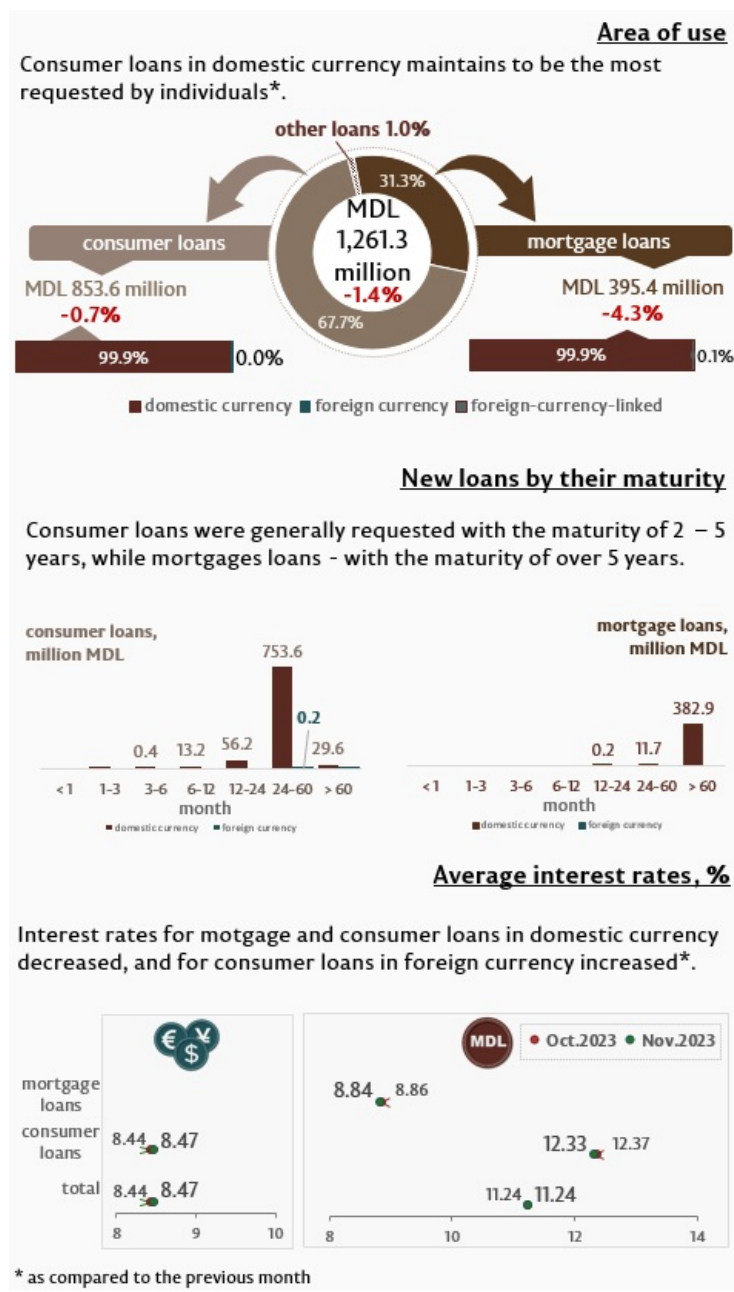 Area of use
Consumer loans in domestic currency maintains to be the most
requested by individuals*.
other loans 1.0%
31.3%
MDL
1,261.3
million
-1.4%
67.7%
consumer loans
MDL 853.6 million
-0.7%
99.9%
0.0%
mortgage loans
MDL 395.4 million
-4.3%
99.9%
0.1%
domestic currency foreign currency foreign-currency-linked
New loans by their maturity
Consumer loans were generally requested with the maturity of 2 – 5
years, while mortgages loans - with the maturity of over 5 years.
consumer loans,
million MDL
753.6
0.2
0.4 13.2 56.2 29.6
<1 1-3 3-6 6-12 12-24 24-60 >60
month
domestic currency foreign currency
mortgage loans,
million MDL
382.9
0.2 11.7
<1 1-3 3-6 6-12 12-24 24-60 >60
month
domestic currency foreign currency
Average interest rates, %
Interest rates for motgage and consumer loans in domestic currency
decreased, and for consumer loans in foreign currency increased*.
€ ¥
$
mortgage
loans
consumer
loans
8.44 8.47
total
8.44 8.47
8 9 10
MDL Oct.2023 Nov.2023
8.84 8.86
12.33 12.37
11.24 11.24
8 10 12 14
* as compared to the previous month